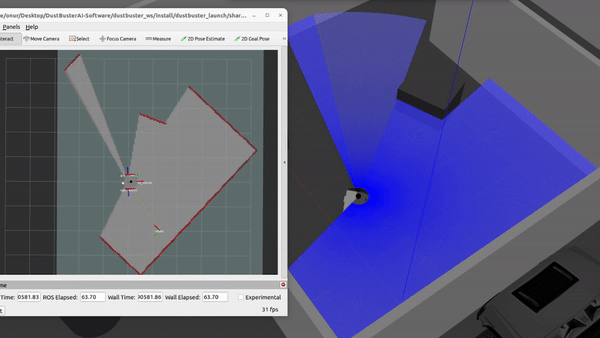 e/onur/Desktop/DustBusterAI-Software/dustbuster_ws/install/dustbuster_launch/shar...
Panels Help
nteract Move Camera Select Focus Camera Measure 2D Pose Estimate 2D Goal Pose
me
Time: 0581.83 ROS Elapsed: 63.70 Wall Time: 0581.86 Wall Elapsed: 63.70 Experimental
t 31 fps